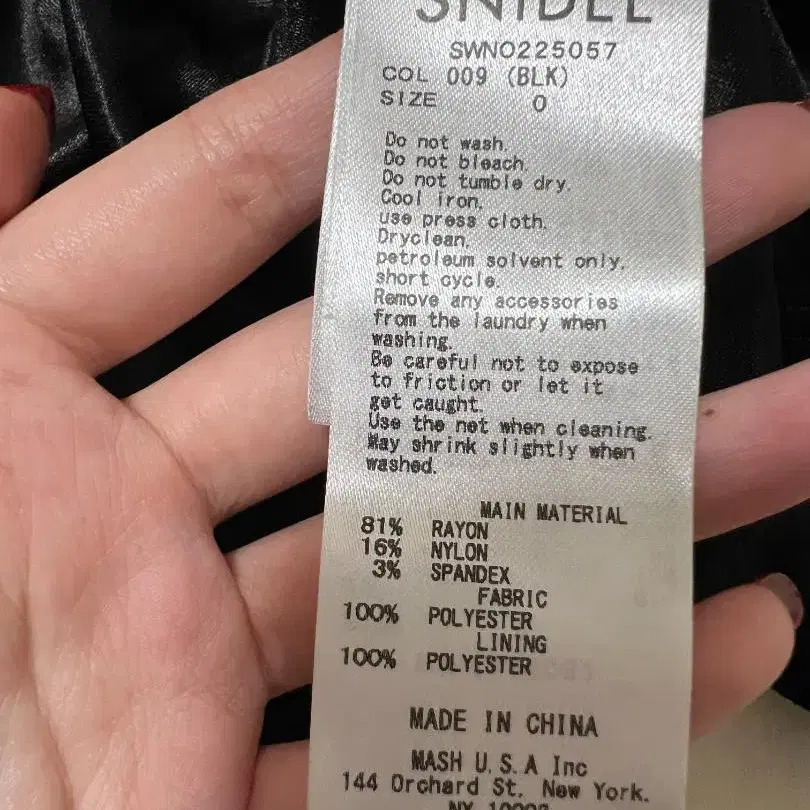 SNIDEL
SWNO225057
COL 009 (BLK)
SIZE 0
Do not wash.
Do not bleach.
Do not tumble dry.
Cool iron,
use press cloth.
Dryclean,
petroleum solvent only,
short cycle.
Remove any accessories
from the laundry when
washing.
Be careful not to expose
to friction or let it
get caught.
Use the net when cleaning.
May shrink slightly when
washed.
MAIN MATERIAL
81% RAYON
16% NYLON
3% SPANDEX
FABRIC
100% POLYESTER
LINING
100% POLYESTER
MADE IN CHINA
MASH U.S.A Inc
144 Orchard St. New York.
NY